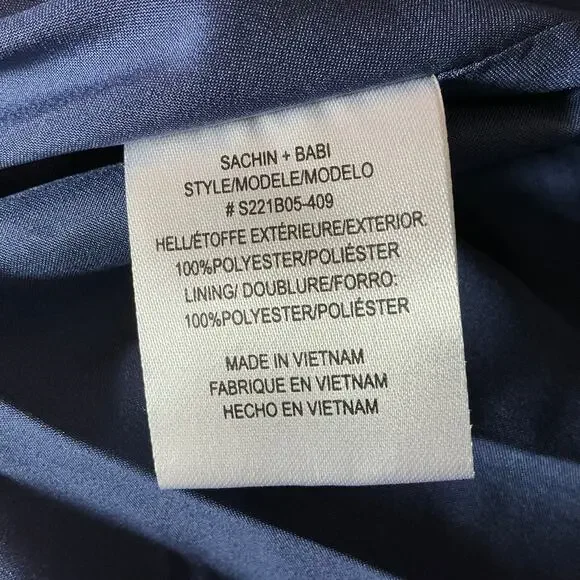 SACHIN + BABI
STYLE/MODELE/MODELO
# S221B05-409
HELL/ÉTOFFE EXTÉRIEURE/EXTERIOR:
100%POLYESTER/POLIÉSTER
LINING/ DOUBLURE/FORRO:
100%POLYESTER/POLIÉSTER
MADE IN VIETNAM
FABRIQUE EN VIETNAM
HECHO EN VIETNAM